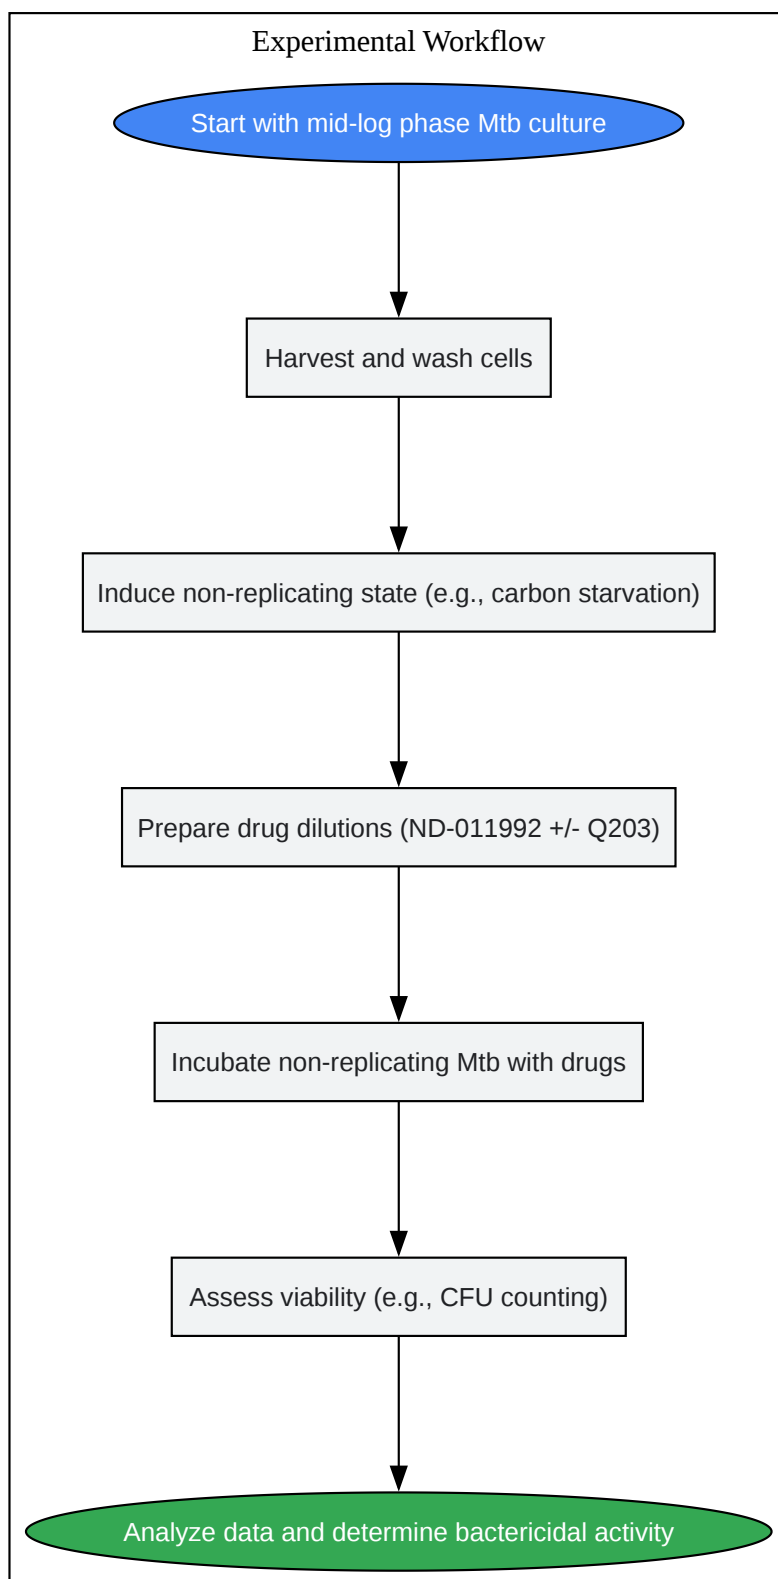 Experimental Workflow
Start with mid-log phase Mtb culture
Harvest and wash cells
Induce non-replicating state (e.g., carbon starvation)
Prepare drug dilutions (ND-011992 +/- Q203)
Incubate non-replicating Mtb with drugs
Assess viability (e.g., CFU counting)
Analyze data and determine bactericidal activity